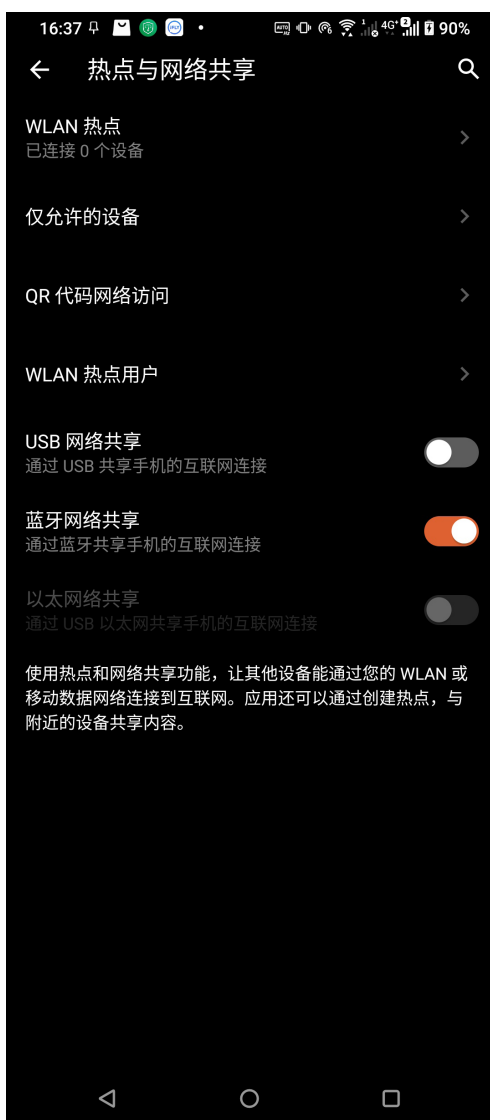 16:37
90%
热点与网络共享
WLAN 热点
已连接 0 个设备
仅允许的设备
QR 代码网络访问
WLAN 热点用户
USB 网络共享
通过 USB 共享手机的互联网连接
蓝牙网络共享
通过蓝牙共享手机的互联网连接
以太网络共享
通过 USB 以太网共享手机的互联网连接
使用热点和网络共享功能，让其他设备能通过您的 WLAN 或
移动数据网络连接到互联网。应用还可以通过创建热点，与
附近的设备共享内容。